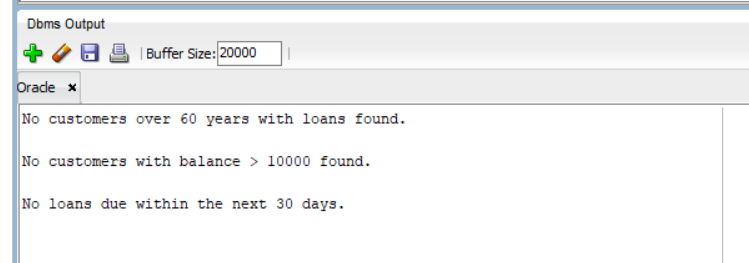 Dbms Output
Buffer Size: 20000
Oracle
No customers over 60 years with loans found.
No customers with balance > 10000 found.
No loans due within the next 30 days.